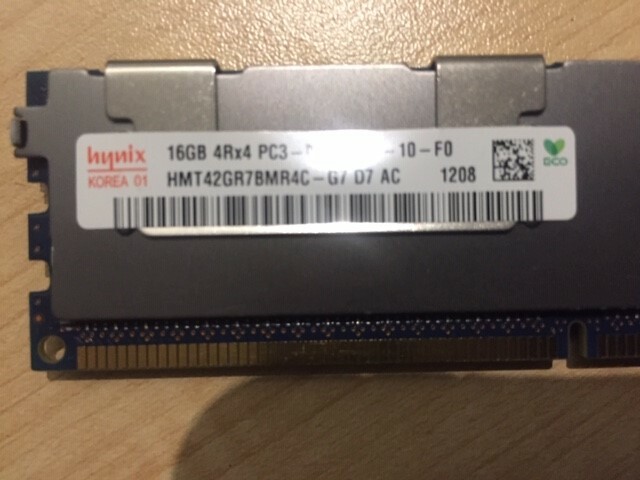 hynix
KOREA 01
16GB 4Rx4 PC3- -10-F0
HMT42GR7BMR4C-G7 D7 AC 1208
ECO